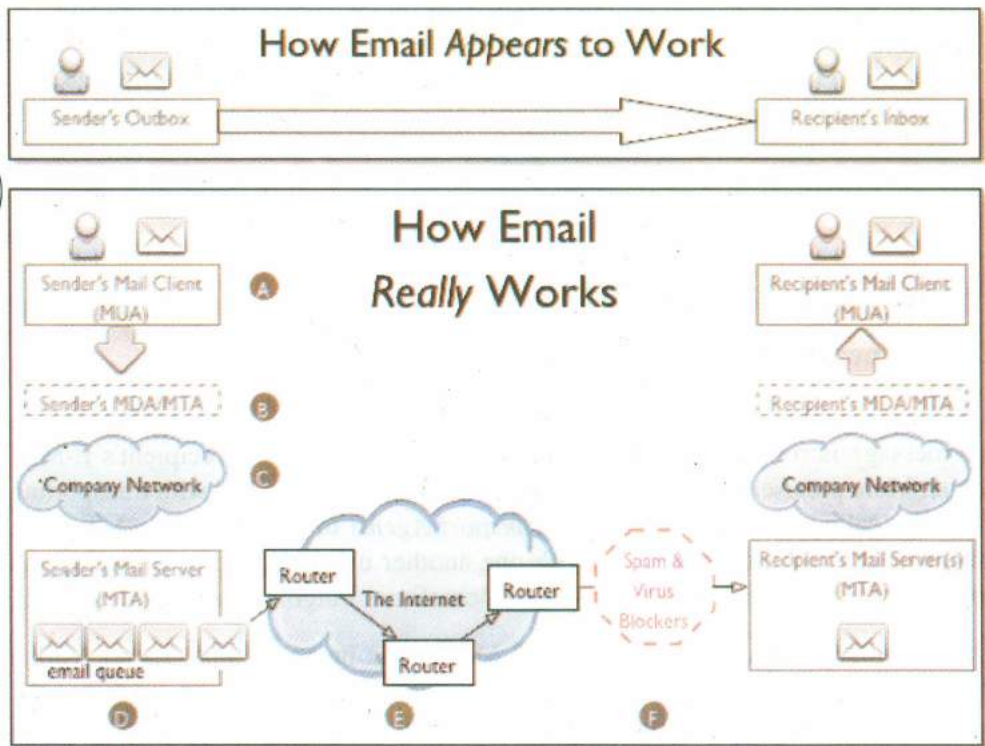 How Email Appears to Work
Sender's Outbox
Recipient's Inbox
How Email
Really Works
Sender's Mail Client
(MUA)
A
Recipient's Mail Client
(MUA)
Sender's MDA/MTA
B
Recipient's MDA/MTA
Company Network
C
Company Network
Sender's Mail Server
(MTA)
email queue
Router
The Internet
Router
Router
Spam &
Virus
Blockers
Recipient's Mail Server(s)
(MTA)
D
E
F